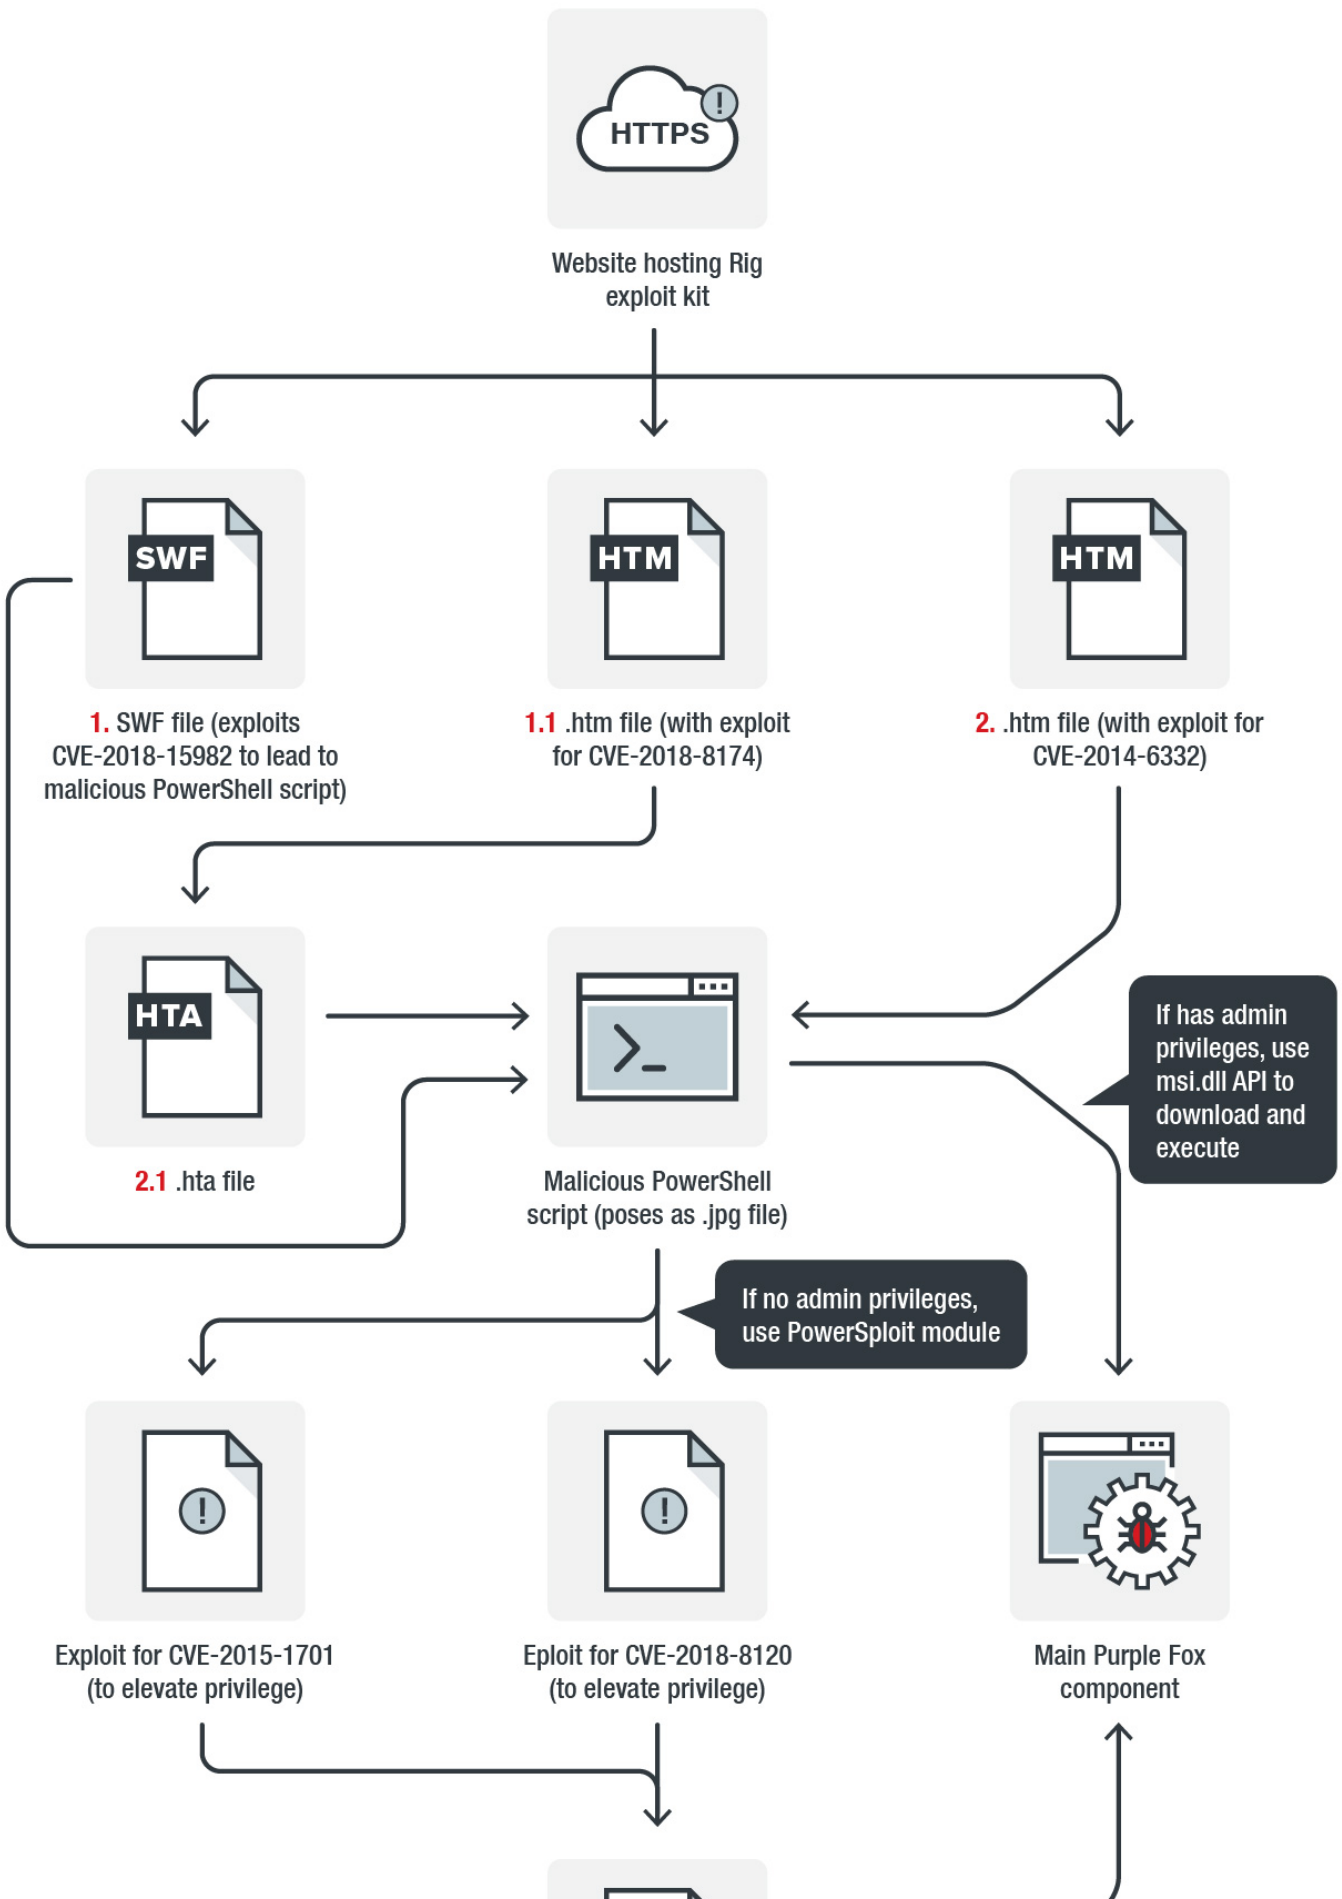 HTTPS
!
Website hosting Rig
exploit kit
SWF
HTM
HTM
1. SWF file (exploits
CVE-2018-15982 to lead to
malicious PowerShell script)
1.1 .htm file (with exploit
for CVE-2018-8174)
2. .htm file (with exploit for
CVE-2014-6332)
HTA
>_
If has admin
privileges, use
msi.dll API to
download and
execute
2.1 .hta file
Malicious PowerShell
script (poses as .jpg file)
If no admin privileges,
use PowerSploit module
!
!
Exploit for CVE-2015-1701
(to elevate privilege)
Eploit for CVE-2018-8120
(to elevate privilege)
Main Purple Fox
component